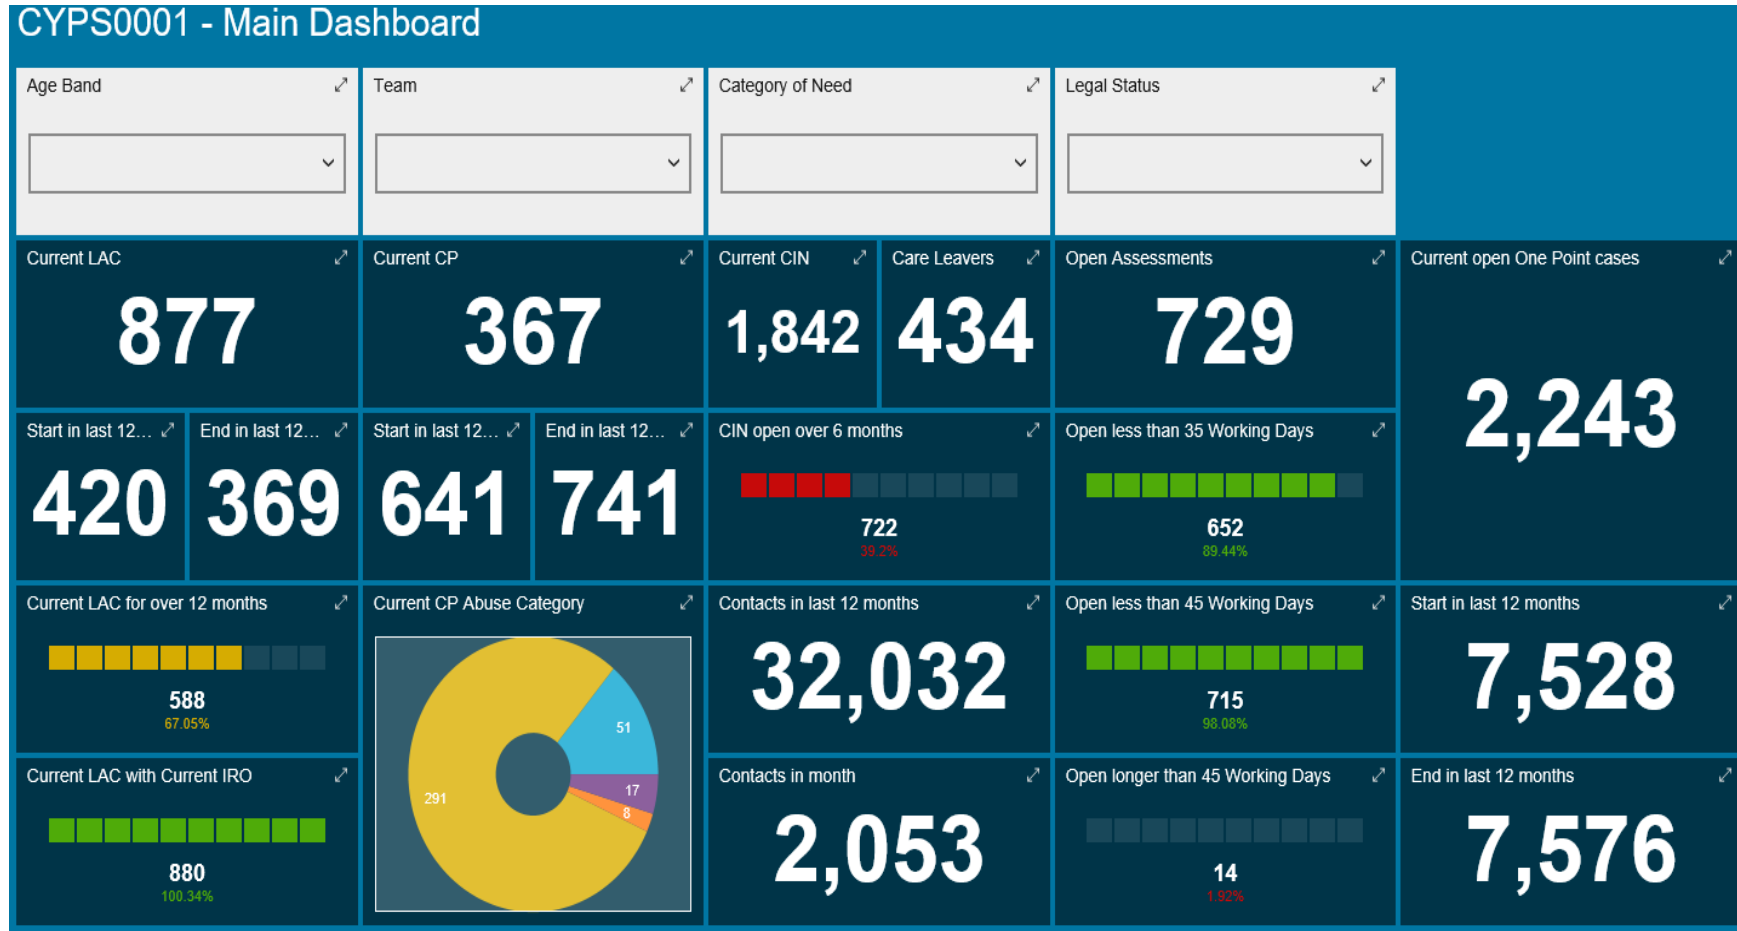 CYPS0001 - Main Dashboard
Age Band
Team
Category of Need
Legal Status
Current LAC
877
Current CP
367
Current CIN
1,842
Care Leavers
434
Open Assessments
729
Current open One Point cases
2,243
Start in last 12...
420
End in last 12...
369
Start in last 12...
641
End in last 12...
741
CIN open over 6 months
722
39.2%
Open less than 35 Working Days
652
89.44%
Current LAC for over 12 months
588
67.05%
Current CP Abuse Category
51
17
8
291
Contacts in last 12 months
32,032
Open less than 45 Working Days
715
98.08%
Start in last 12 months
7,528
Current LAC with Current IRO
880
100.34%
Contacts in month
2,053
Open longer than 45 Working Days
14
1.92%
End in last 12 months
7,576